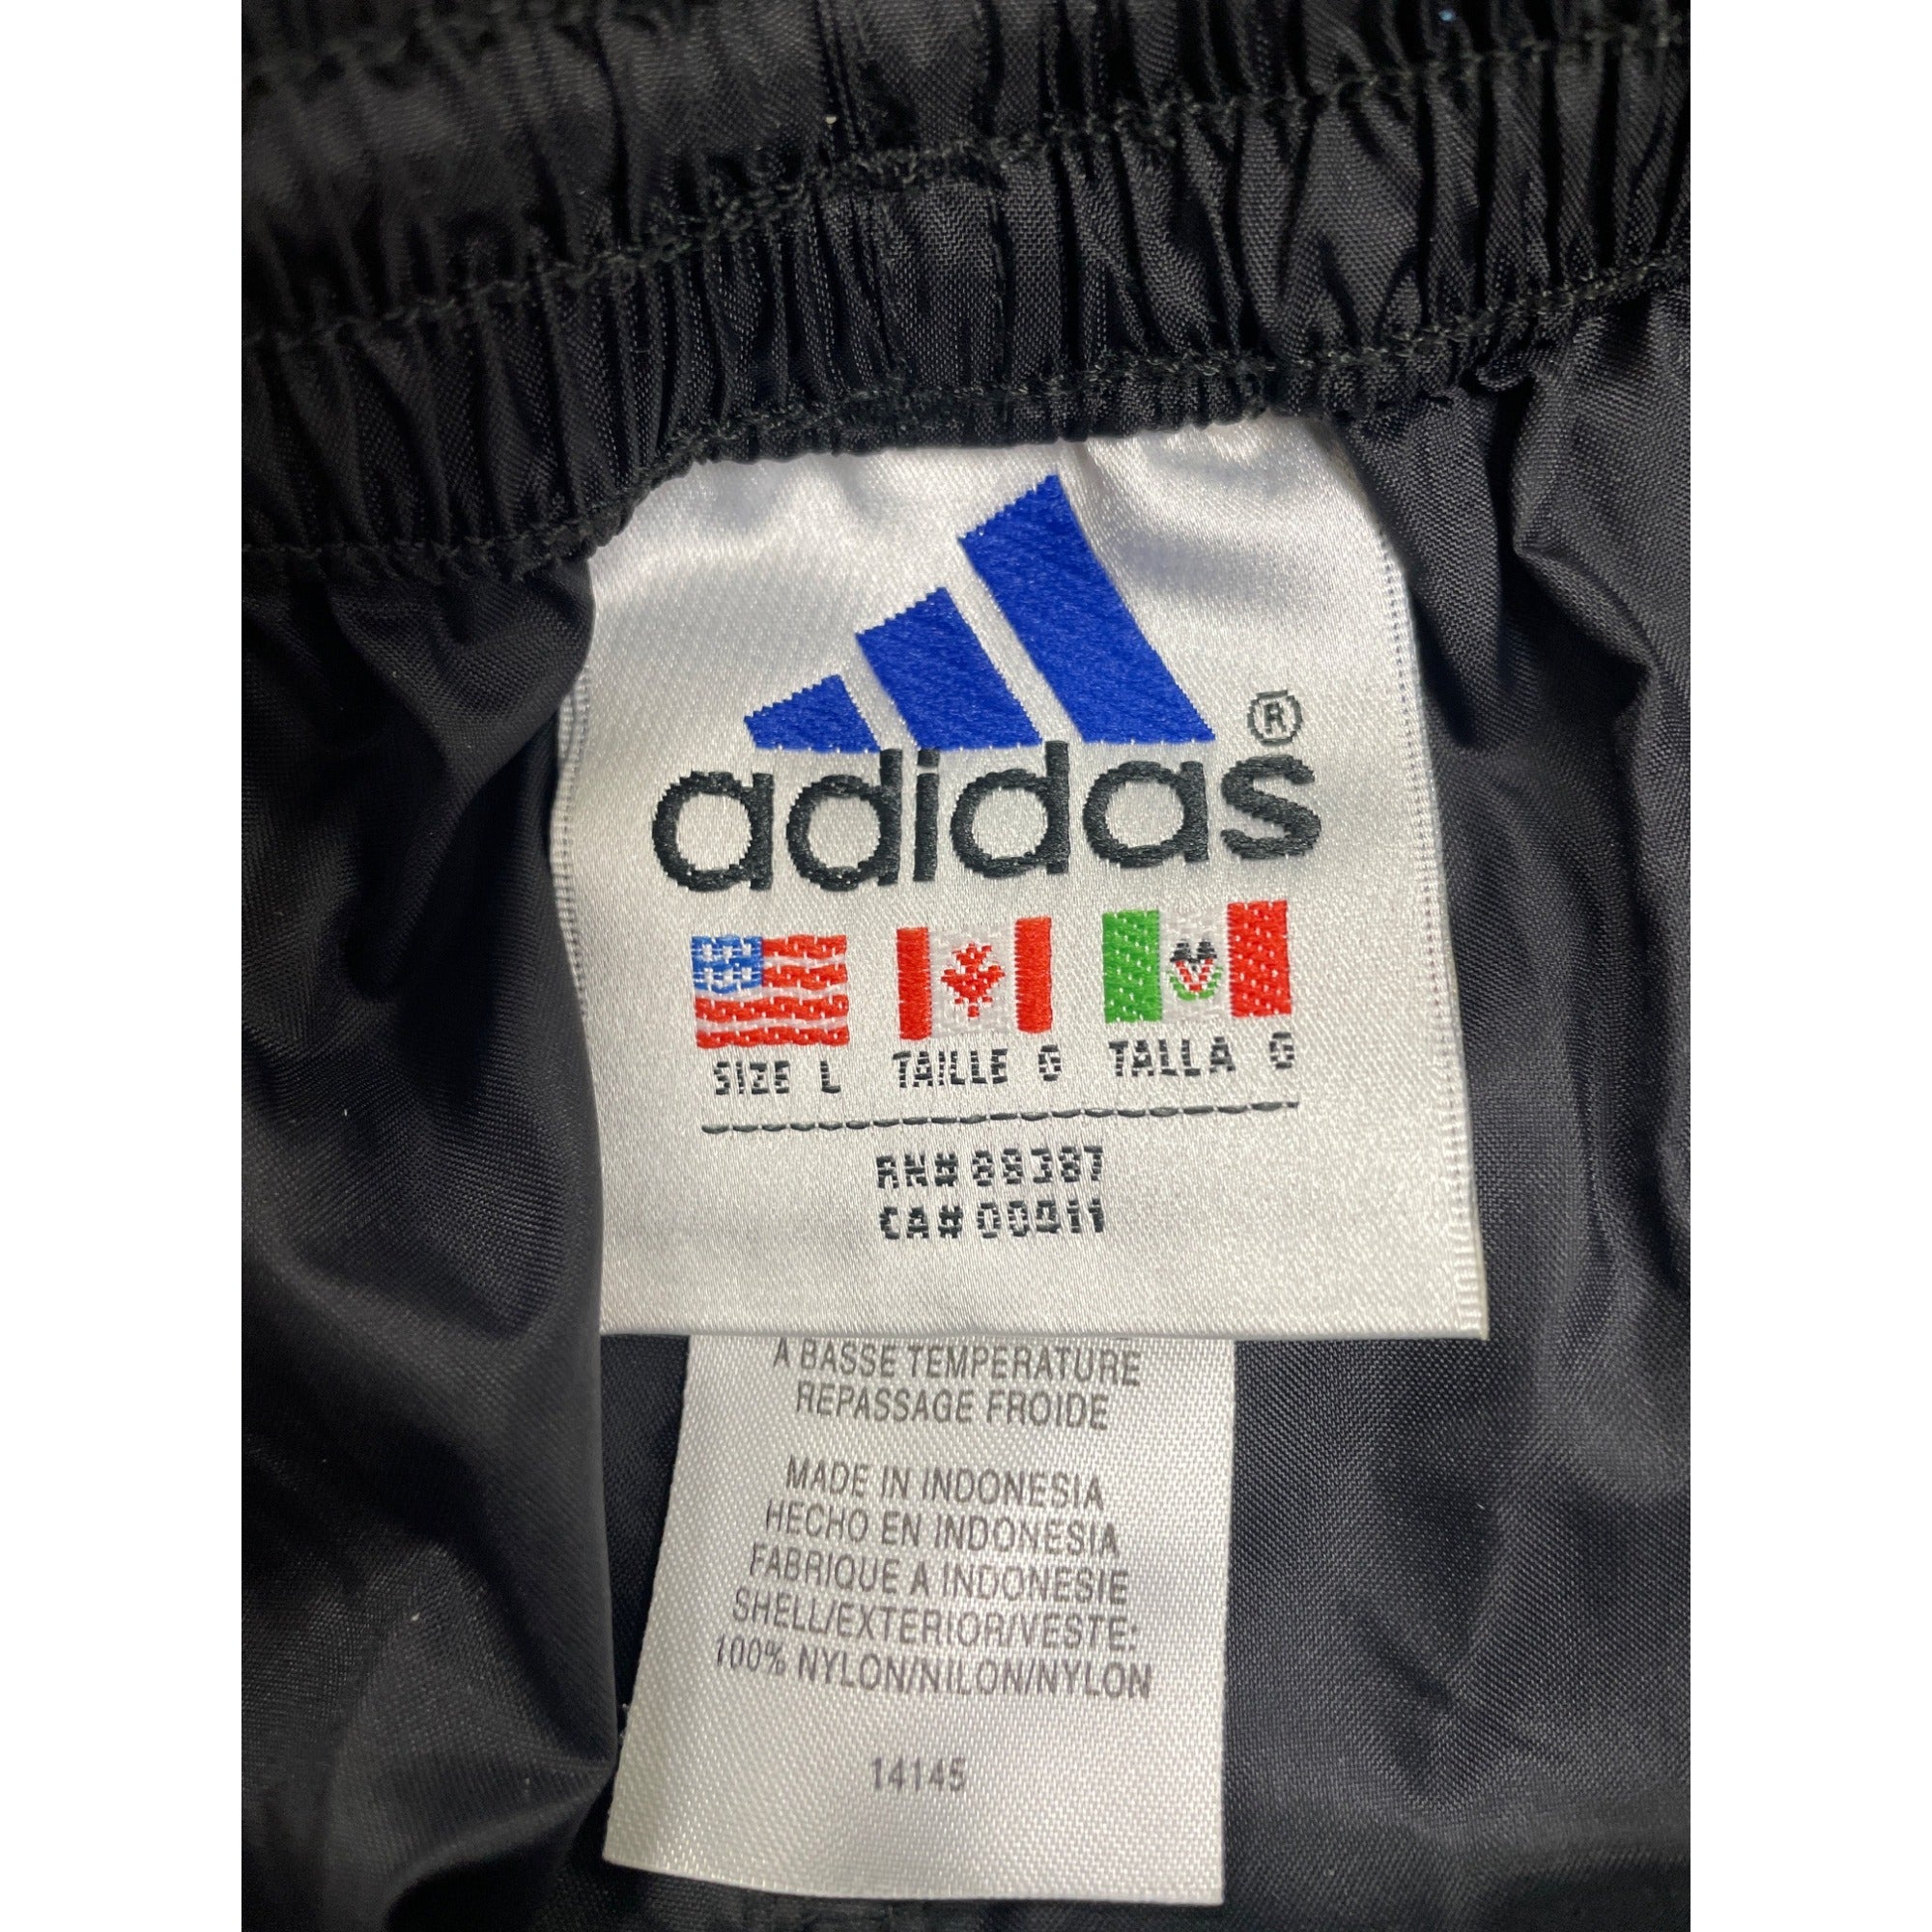 adidas®
SIZE L TAILLE G TALLA G
RN# 88387
CA# 00411
A BASSE TEMPERATURE
REPASSAGE FROIDE
MADE IN INDONESIA
HECHO EN INDONESIA
FABRIQUE A INDONESIE
SHELL/EXTERIOR/VESTE:
100% NYLON/NILON/NYLON
14145